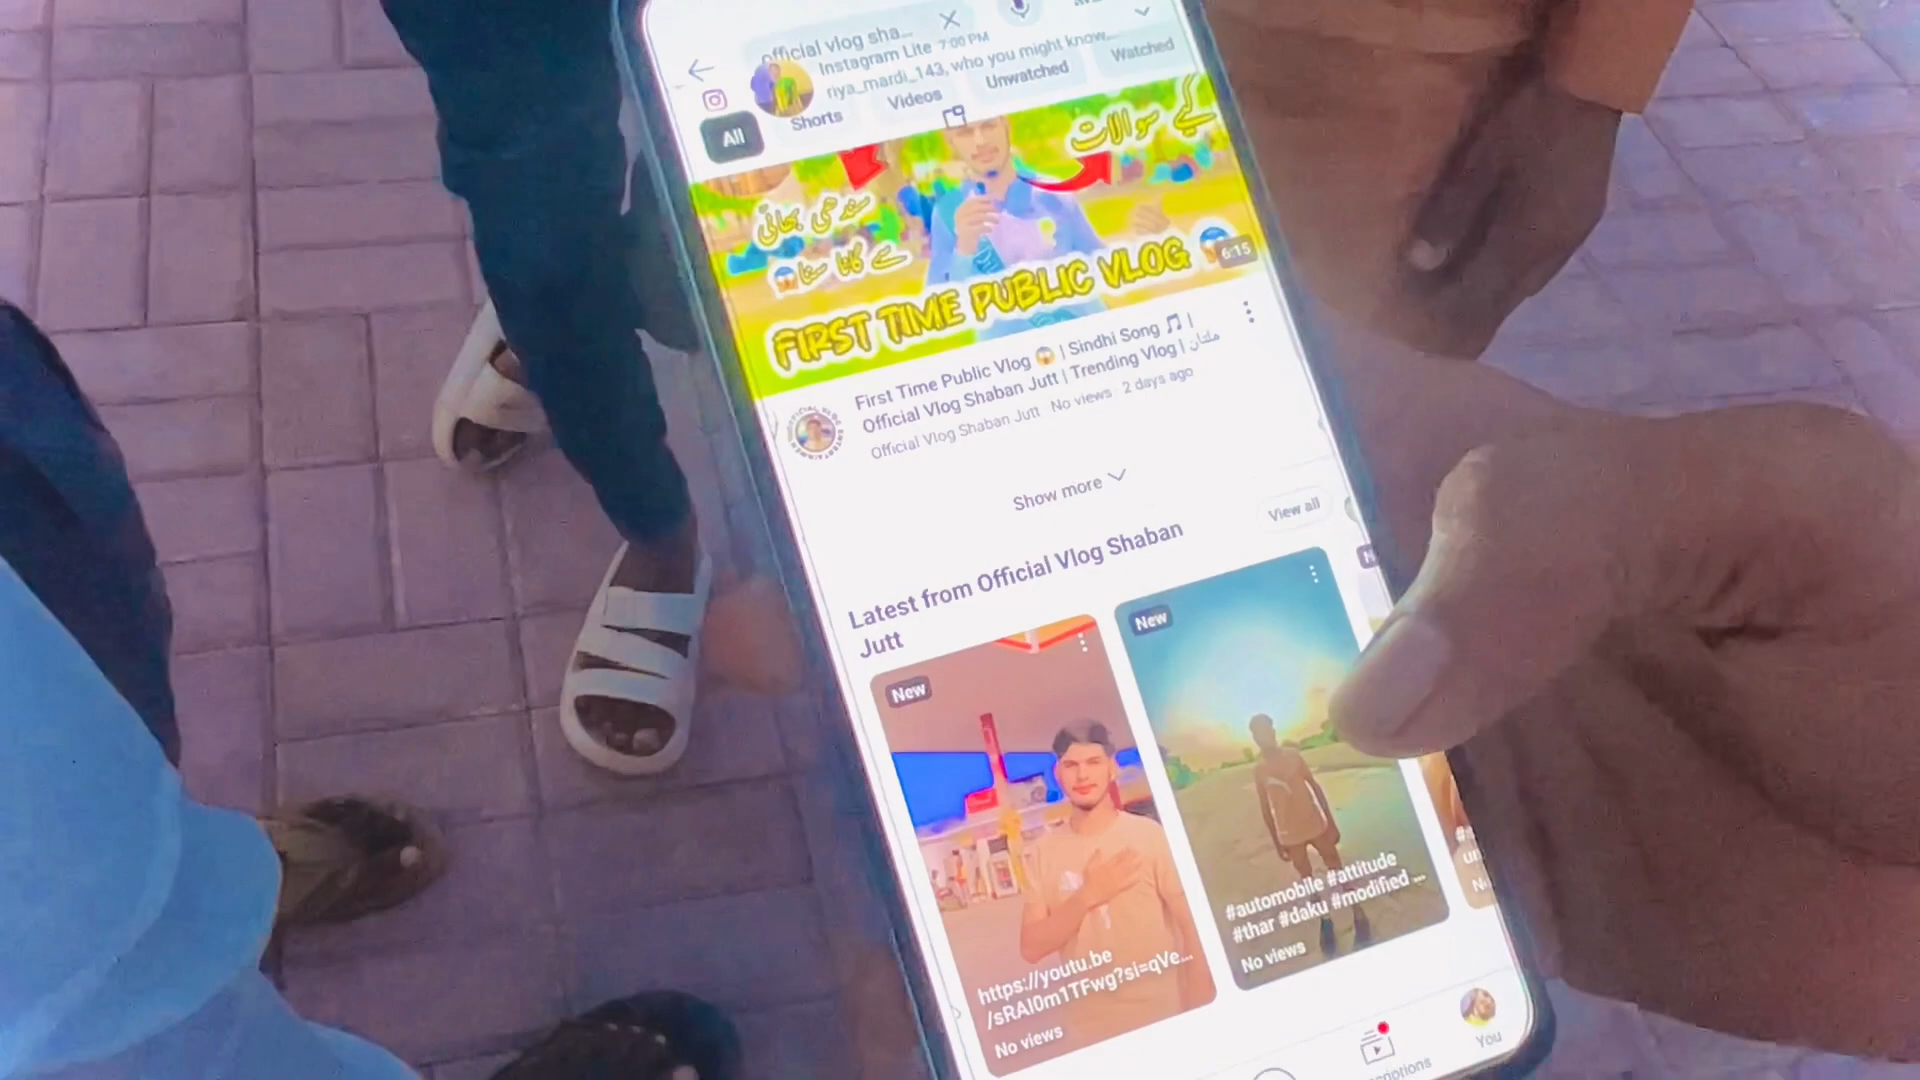 official vlog sha...
Instagram Lite 7:00 PM
riya_mardi_143, who you might know,...
All
Shorts
Videos
Unwatched
Watched
کے سوالات
سندھی بھائی
سے گانا سنا😱
FIRST TIME PUBLIC VLOG 😱
6:15
First Time Public Vlog 😱 | Sindhi Song 🎵 |
Official Vlog Shaban Jutt | Trending Vlog | ملتان
Official Vlog Shaban Jutt No views 2 days ago
Show more
Latest from Official Vlog Shaban
Jutt
View all
New
https://youtu.be
/sRAI0m1TFwg?si=qVe...
No views
New
#automobile #attitude
#thar #daku #modified ...
No views
You